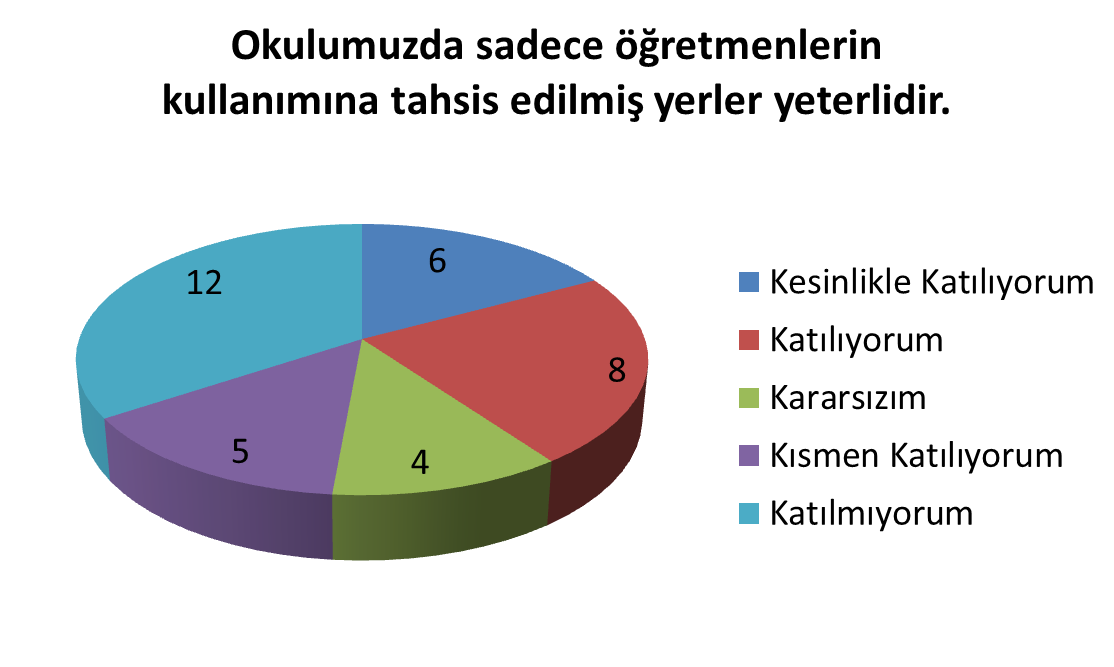 Okulumuzda sadece öğretmenlerin
kullanımına tahsis edilmiş yerler yeterlidir.
6
12
8
5
4
Kesinlikle Katılıyorum
Katılıyorum
Kararsızım
Kısmen Katılıyorum
Katılmıyorum